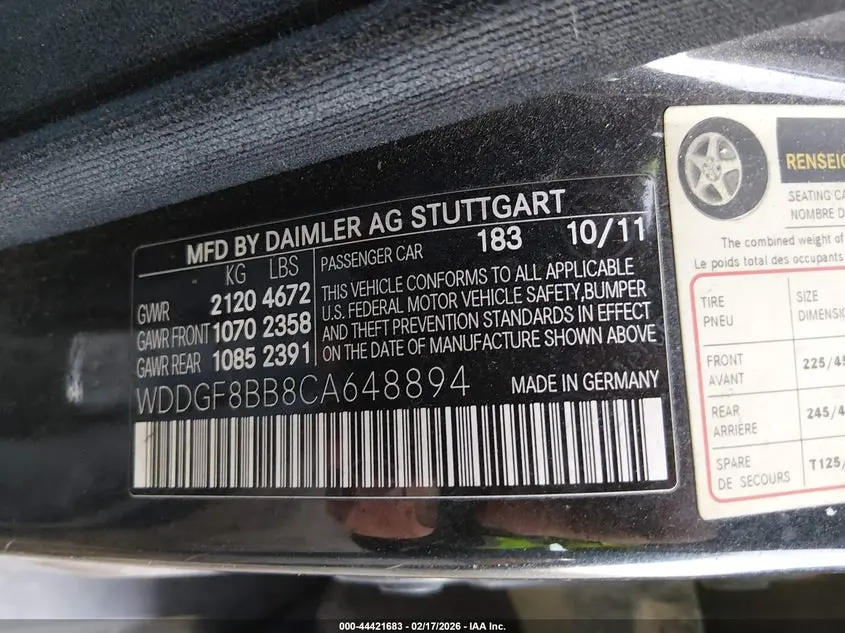 MFD BY DAIMLER AG STUTTGART
KG LBS
GVWR 2120 4672
GAWR FRONT 1070 2358
GAWR REAR 1085 2391
PASSENGER CAR 183 10/11
THIS VEHICLE CONFORMS TO ALL APPLICABLE
U.S. FEDERAL MOTOR VEHICLE SAFETY,BUMPER
AND THEFT PREVENTION STANDARDS IN EFFECT
ON THE DATE OF MANUFACTURE SHOWN ABOVE
WDDGF8BB8CA648894 MADE IN GERMANY
RENSEIG
SEATING CA
NOMBRE D
The combined weight of
Le poids total des occupants
TIRE
PNEU
SIZE
DIMENSIO
FRONT
AVANT
225/45
REAR
ARRIÈRE
245/4
SPARE
DE SECOURS
T125/
000-44421683 - 02/17/2026 - IAA Inc.